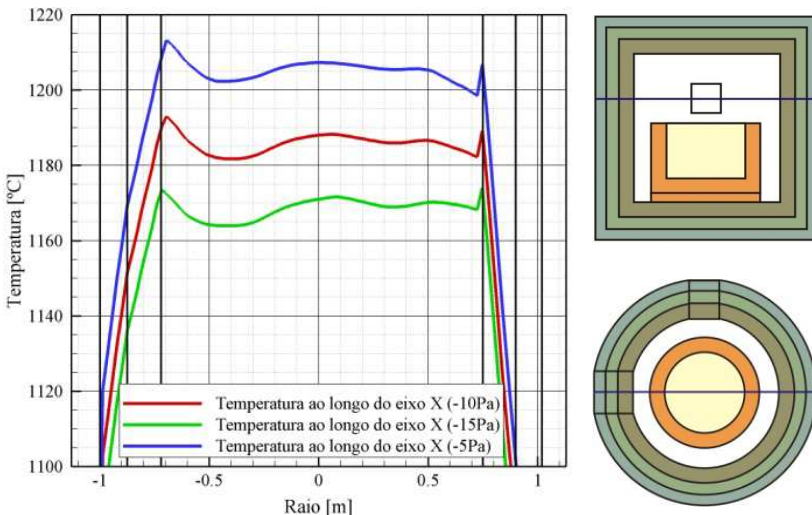 1220
1200
1180
1160
1140
1120
1100
Temperatura [ºC]
Temperatura ao longo do eixo X (-10Pa)
Temperatura ao longo do eixo X (-15Pa)
Temperatura ao longo do eixo X (-5Pa)
-1 -0.5 0 0.5 1
Raio [m]